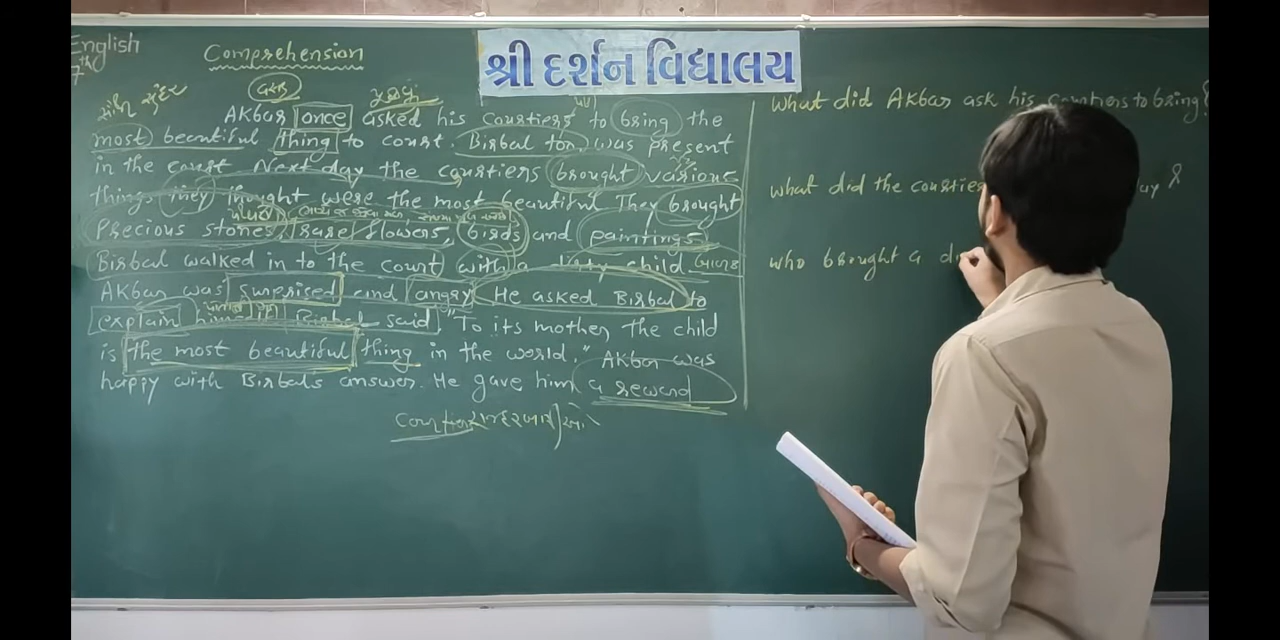 English
7th
Comprehension
શ્રી દર્શન વિદ્યાલય
AKbar once asked his Courtiers to bring the
most beautiful thing to court. Birbal too, was present
in the court Next day the courtiers brought various
things they thought were the most beautiful They brought
Precious stones, rare flowers, birds and paintings
Birbal walked in to the Court with a dirty child
AKbar was surprised and angry He asked Birbal to
explain him Birbal said, "To its mother, the child
is the most beautiful thing in the world." AKbar was
happy with Birbal's answer. He gave him a reward
What did AKbar ask his Courtiers to bring?
What did the
who brought a